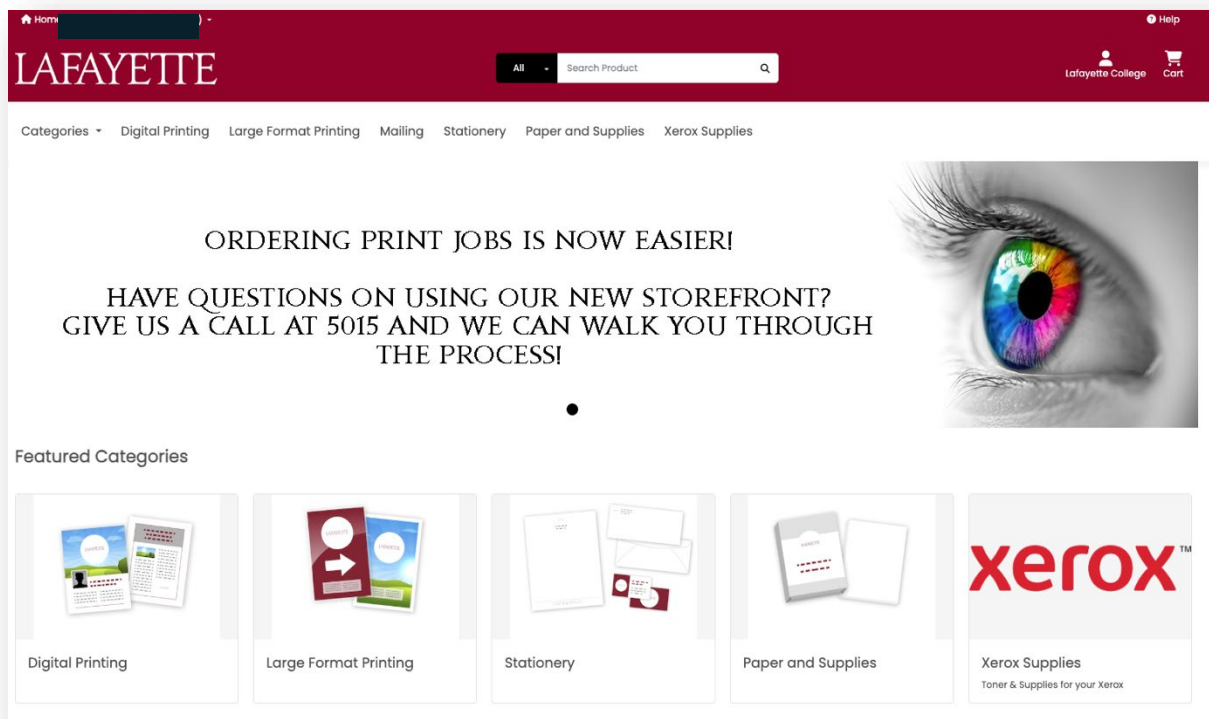 Home
Help
LAFAYETTE
All
Search Product
Lafayette College
Cart
Categories
Digital Printing
Large Format Printing
Mailing
Stationery
Paper and Supplies
Xerox Supplies
ORDERING PRINT JOBS IS NOW EASIER!
HAVE QUESTIONS ON USING OUR NEW STOREFRONT?
GIVE US A CALL AT 5015 AND WE CAN WALK YOU THROUGH
THE PROCESS!
Featured Categories
xerox™
Digital Printing
Large Format Printing
Stationery
Paper and Supplies
Xerox Supplies
Toner & Supplies for your Xerox